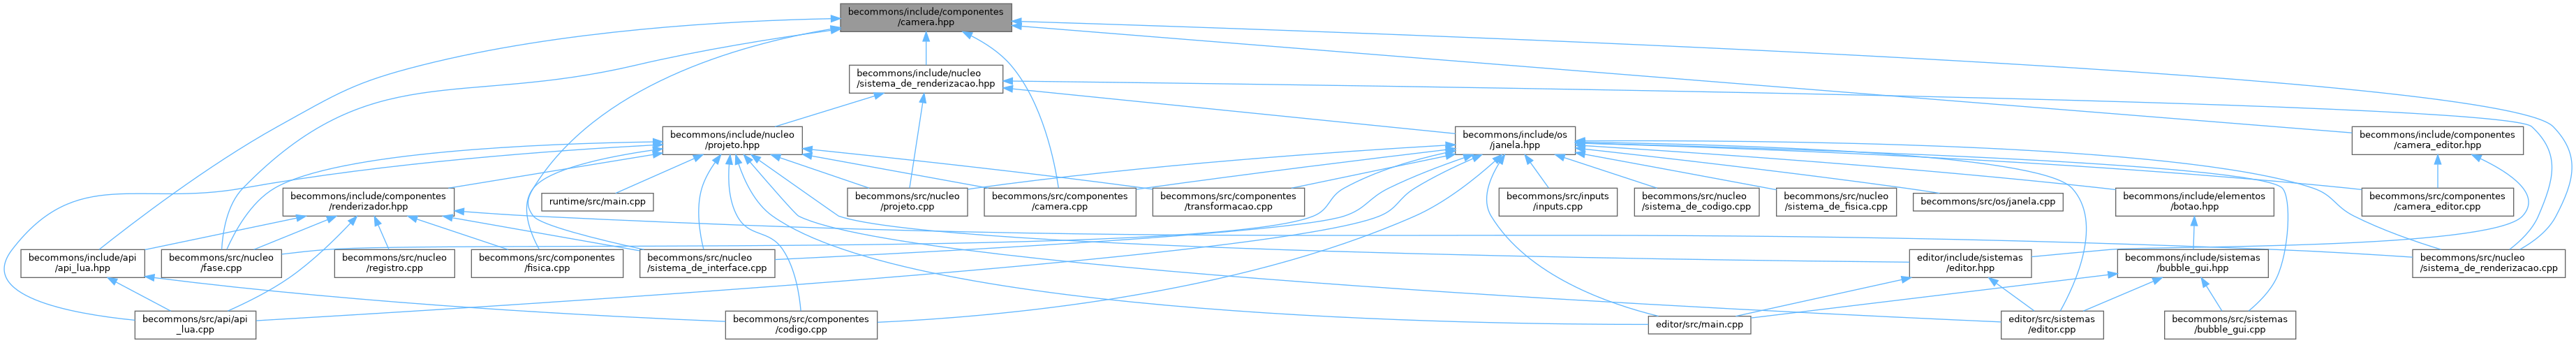 becommons/include/componentes
/camera.hpp
becommons/include/nucleo
/sistema_de_renderizacao.hpp
becommons/include/nucleo
/projeto.hpp
becommons/include/os
/janela.hpp
becommons/include/componentes
/camera_editor.hpp
becommons/include/componentes
/renderizador.hpp
runtime/src/main.cpp
becommons/src/nucleo
/projeto.cpp
becommons/src/componentes
/camera.cpp
becommons/src/componentes
/transformacao.cpp
becommons/src/inputs
/inputs.cpp
becommons/src/nucleo
/sistema_de_codigo.cpp
becommons/src/nucleo
/sistema_de_fisica.cpp
becommons/src/os/janela.cpp
becommons/include/elementos
/botao.hpp
becommons/src/componentes
/camera_editor.cpp
becommons/include/api
/api_lua.hpp
becommons/src/nucleo
/fase.cpp
becommons/src/nucleo
/registro.cpp
becommons/src/componentes
/fisica.cpp
becommons/src/nucleo
/sistema_de_interface.cpp
editor/include/sistemas
/editor.hpp
becommons/include/sistemas
/bubble_gui.hpp
becommons/src/nucleo
/sistema_de_renderizacao.cpp
becommons/src/api/api
_lua.cpp
becommons/src/componentes
/codigo.cpp
editor/src/main.cpp
editor/src/sistemas
/editor.cpp
becommons/src/sistemas
/bubble_gui.cpp